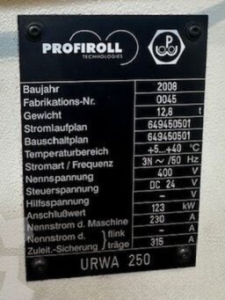 PROFIROLL
TECHNOLOGIES
Baujahr 2008
Fabrikations-Nr. 0045
Gewicht 12,8 t
Stromlaufplan 649450501
Bauschaltplan 649450501
Temperaturbereich +5...+40 °C
Stromart / Frequenz 3N ~ /50 Hz
Nennspannung 400 V
Steuerspannung DC 24 V
Hilfsspannung – V
Anschlußwert 123 kW
Nennstrom d. Maschine 230 A
Nennstrom d. flink – A
Zuleit.-Sicherung träge 315 A
URWA 250